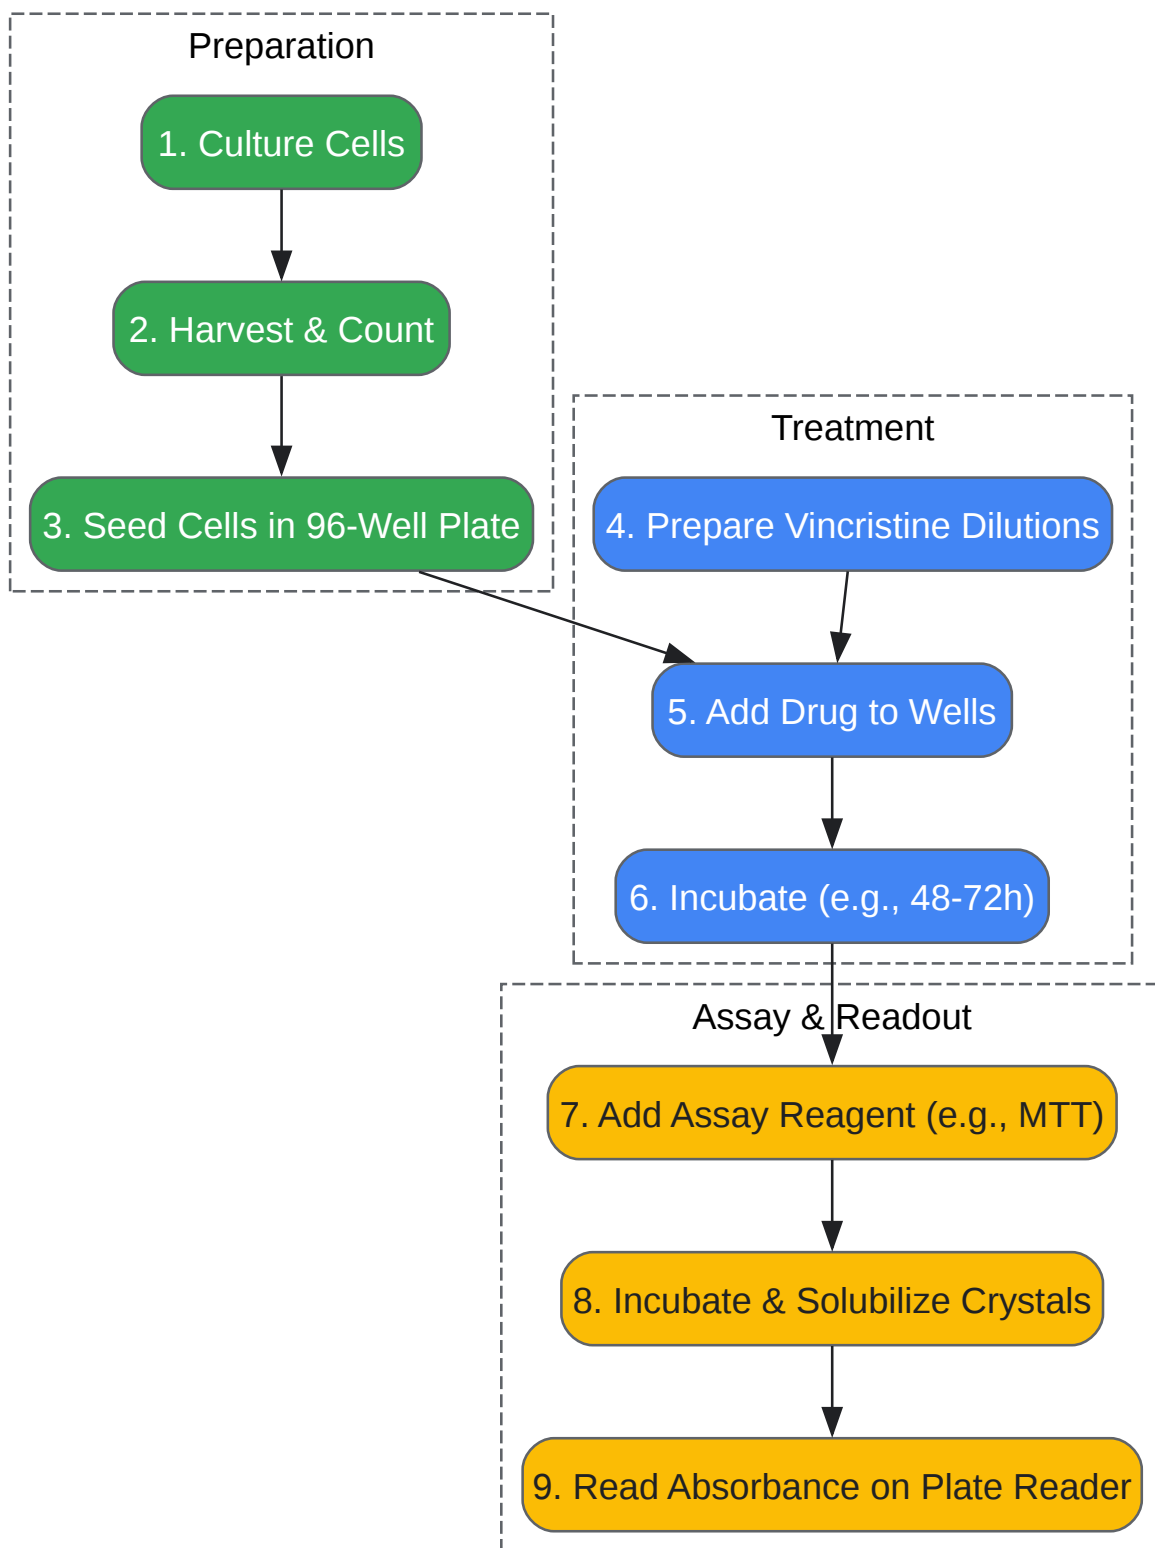 Preparation
1. Culture Cells
2. Harvest & Count
3. Seed Cells in 96-Well Plate
Treatment
4. Prepare Vincristine Dilutions
5. Add Drug to Wells
6. Incubate (e.g., 48-72h)
Assay & Readout
7. Add Assay Reagent (e.g., MTT)
8. Incubate & Solubilize Crystals
9. Read Absorbance on Plate Reader